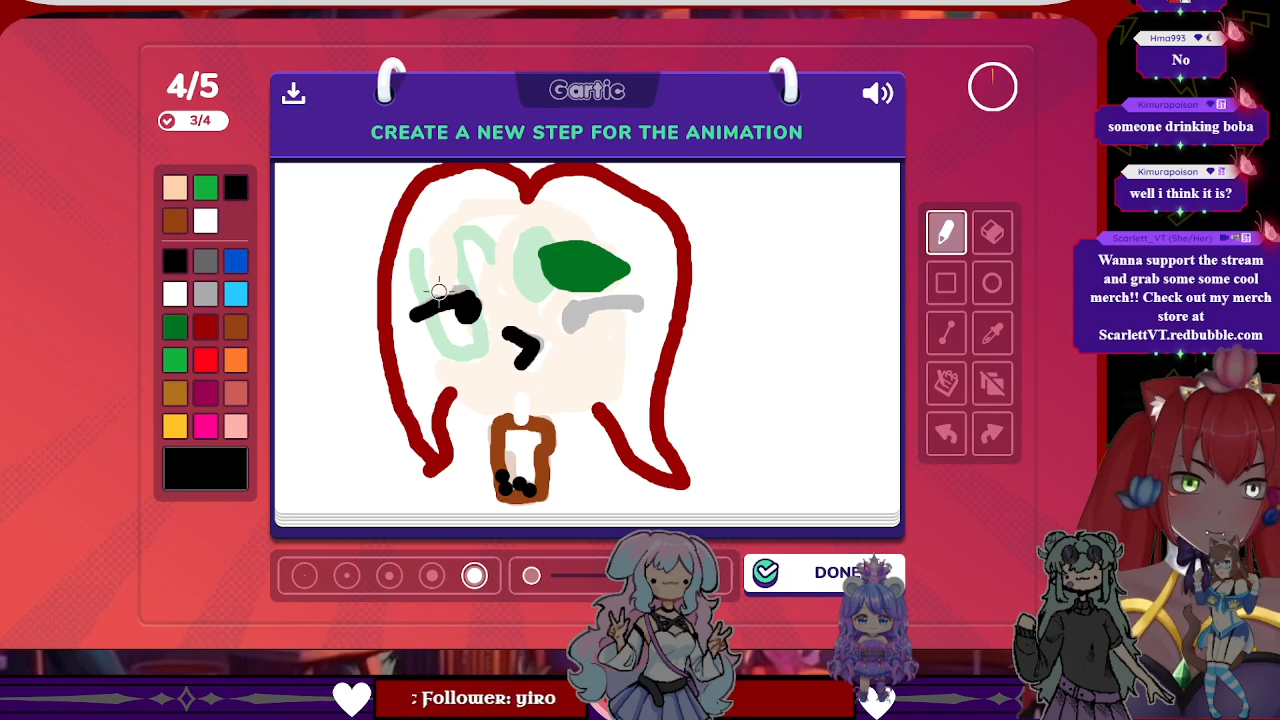 4/5
3/4
Gartic
CREATE A NEW STEP FOR THE ANIMATION
DONE
Hma993
No
Kimurapoison
someone drinking boba
Kimurapoison
well i think it is?
Scarlett_VT (She/Her)
Wanna support the stream
and grab some some cool
merch!! Check out my merch
store at
ScarlettVT.redbubble.com
: Follower: yiro